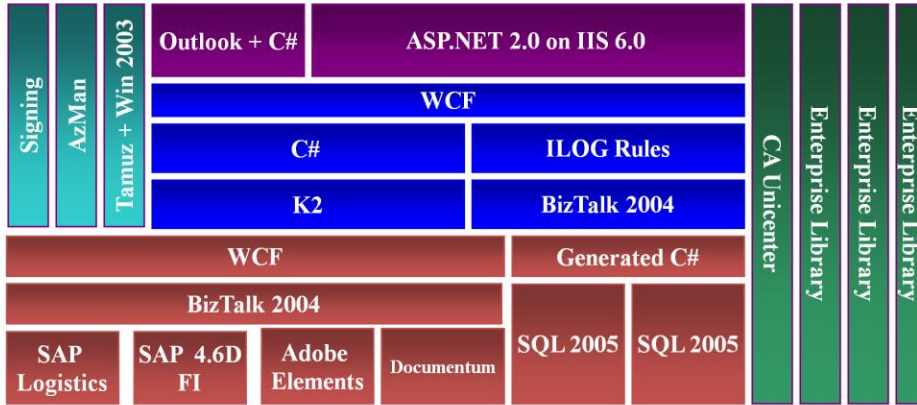 Signing
AzMan
Tamuz + Win 2003
Outlook + C#
ASP.NET 2.0 on IIS 6.0
WCF
C#
ILOG Rules
K2
BizTalk 2004
WCF
Generated C#
BizTalk 2004
SAP
Logistics
SAP 4.6D
FI
Adobe
Elements
Documentum
SQL 2005
SQL 2005
CA Unicenter
Enterprise Library
Enterprise Library
Enterprise Library